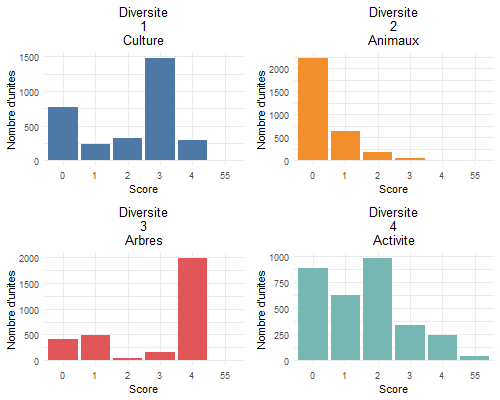 Diversite
1
Culture
Nombre d'unites
1500
1000
500
0
0 1 2 3 4 55
Score
Diversite
2
Animaux
Nombre d'unites
2000
1500
1000
500
0
0 1 2 3 4 55
Score
Diversite
3
Arbres
Nombre d'unites
2000
1500
1000
500
0
0 1 2 3 4 55
Score
Diversite
4
Activite
Nombre d'unites
1000
750
500
250
0
0 1 2 3 4 55
Score